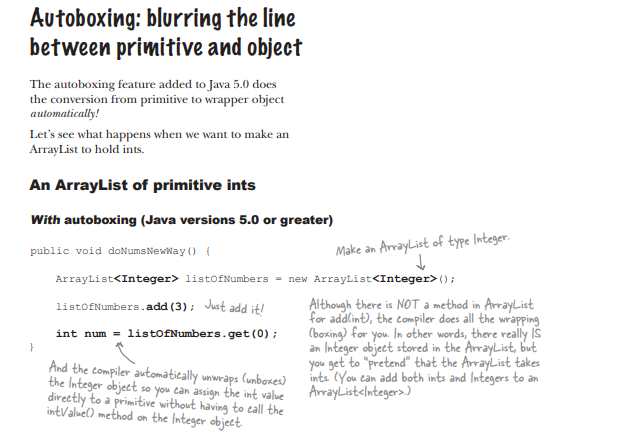 Autoboxing: blurring the line
between primitive and object
The autoboxing feature added to Java 5.0 does
the conversion from primitive to wrapper object
automatically!
Let's see what happens when we want to make an
ArrayList to hold ints.
An ArrayList of primitive ints
With autoboxing (Java versions 5.0 or greater)
public void doNumsNewWay() {
Make an ArrayList of type Integer.
ArrayList<Integer> listOfNumbers = new ArrayList<Integer>();
listOfNumbers.add(3); Just add it!
int num = listOfNumbers.get(0);
}
And the compiler automatically unwraps (unboxes)
the Integer object so you can assign the int value
directly to a primitive without having to call the
intValue() method on the Integer object.
Although there is NOT a method in ArrayList
for add(int), the compiler does all the wrapping
(boxing) for you. In other words, there really IS
an Integer object stored in the ArrayList, but
you get to "pretend" that the ArrayList takes
ints. (You can add both ints and Integers to an
ArrayList<Integer>.)